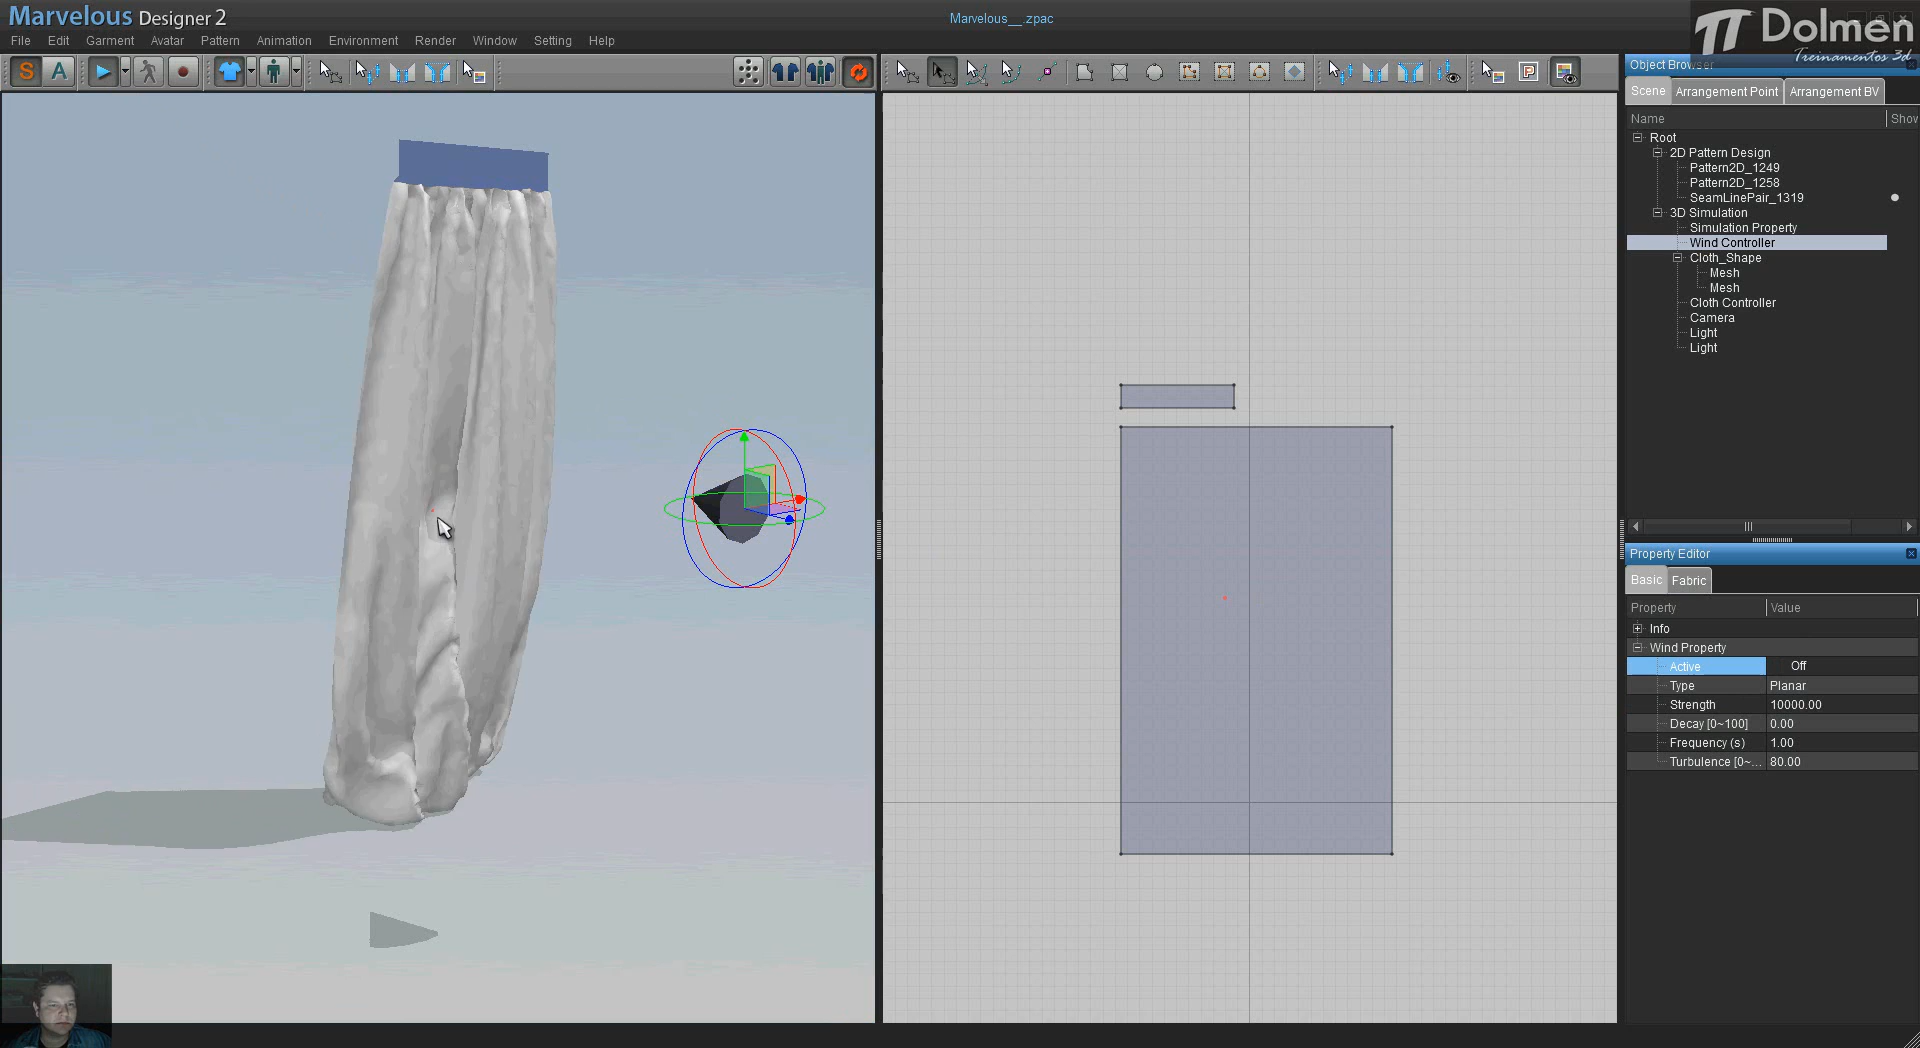 Marvelous Designer 2
Marvelous__.zpac
Dolmen
Treinamentos 3d
File Edit Garment Avatar Pattern Animation Environment Render Window Setting Help
S A
P
Object Browser
Scene Arrangement Point Arrangement BV
Name Show
Root
2D Pattern Design
Pattern2D_1249
Pattern2D_1258
SeamLinePair_1319
3D Simulation
Simulation Property
Wind Controller
Cloth_Shape
Mesh
Mesh
Cloth Controller
Camera
Light
Light
Property Editor
Basic Fabric
Property Value
Info
Wind Property
Active Off
Type Planar
Strength 10000.00
Decay [0~100] 0.00
Frequency (s) 1.00
Turbulence [0~... 80.00